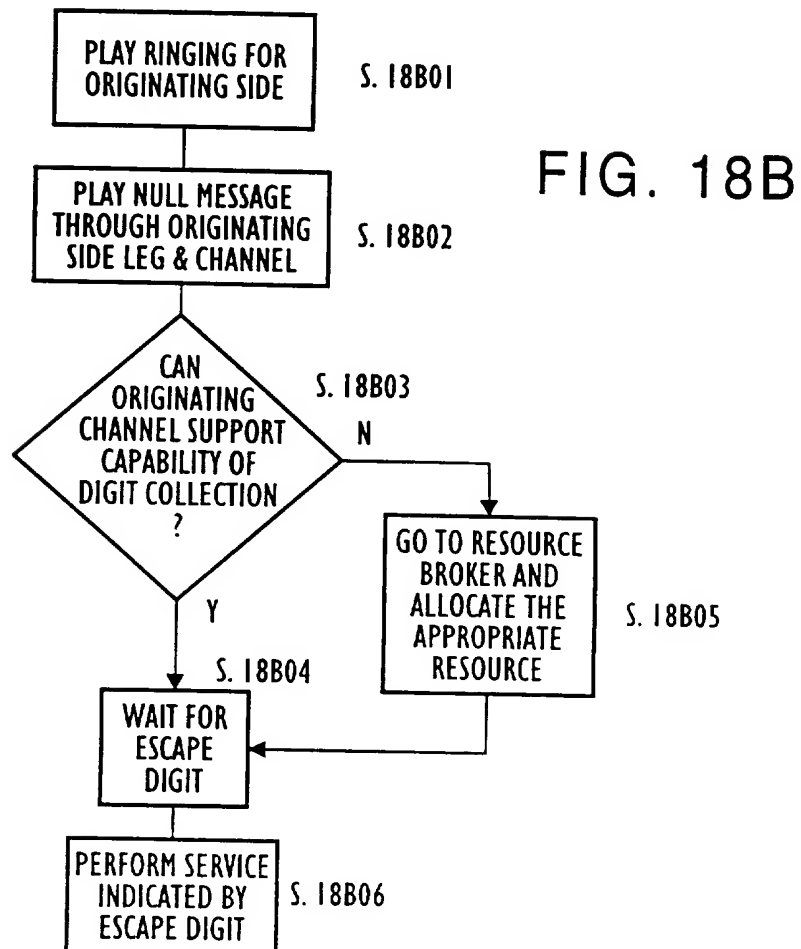 PLAY RINGING FOR
ORIGINATING SIDE
S. 18B01
FIG. 18B
PLAY NULL MESSAGE
THROUGH ORIGINATING
SIDE LEG & CHANNEL
S. 18B02
CAN
ORIGINATING
CHANNEL SUPPORT
CAPABILITY OF
DIGIT COLLECTION
?
S. 18B03
N
Y
GO TO RESOURCE
BROKER AND
ALLOCATE THE
APPROPRIATE
RESOURCE
S. 18B05
S. 18B04
WAIT FOR
ESCAPE
DIGIT
PERFORM SERVICE
INDICATED BY
ESCAPE DIGIT
S. 18B06